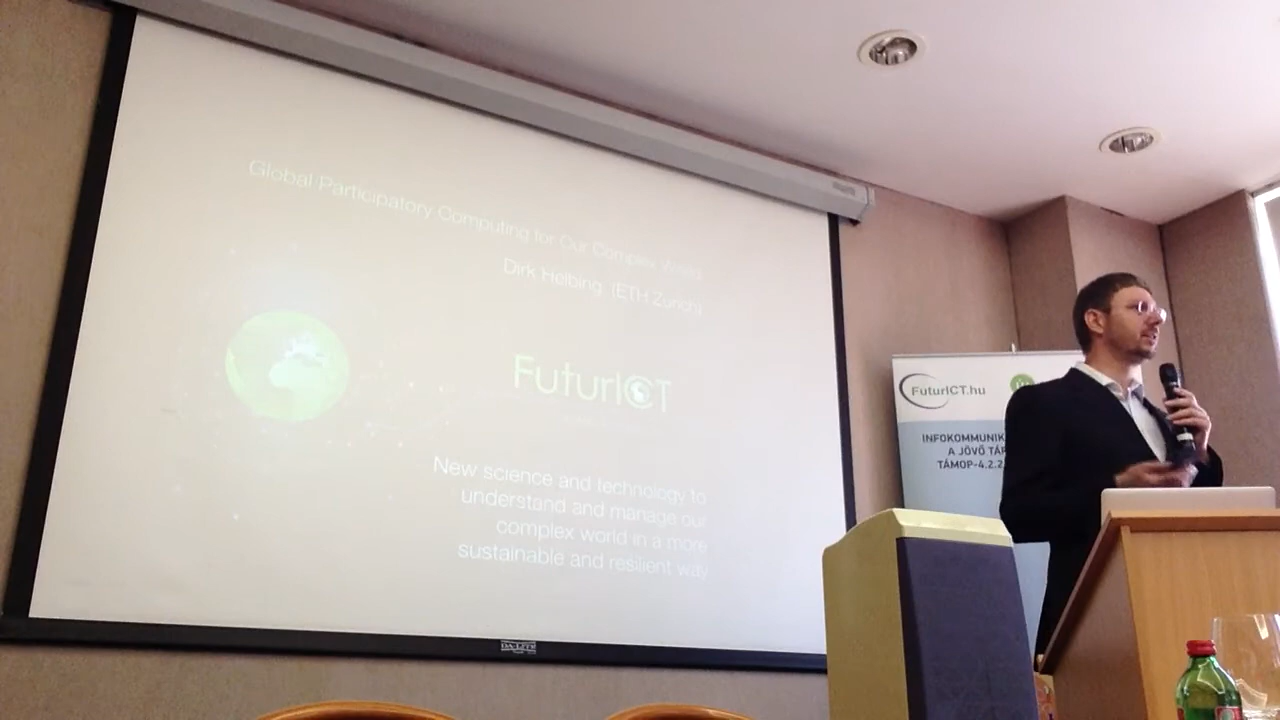 Global Participatory Computing for Our Complex World
Dirk Helbing (ETH Zurich)
FuturICT
New science and technology to
understand and manage our
complex world in a more
sustainable and resilient way
DA-LITE
FuturICT.hu
INFOKOMMUNIK
A JÖVŐ TÁR
TÁMOP-4.2.2